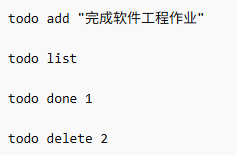 todo add "完成软件工程作业"
todo list
todo done 1
todo delete 2